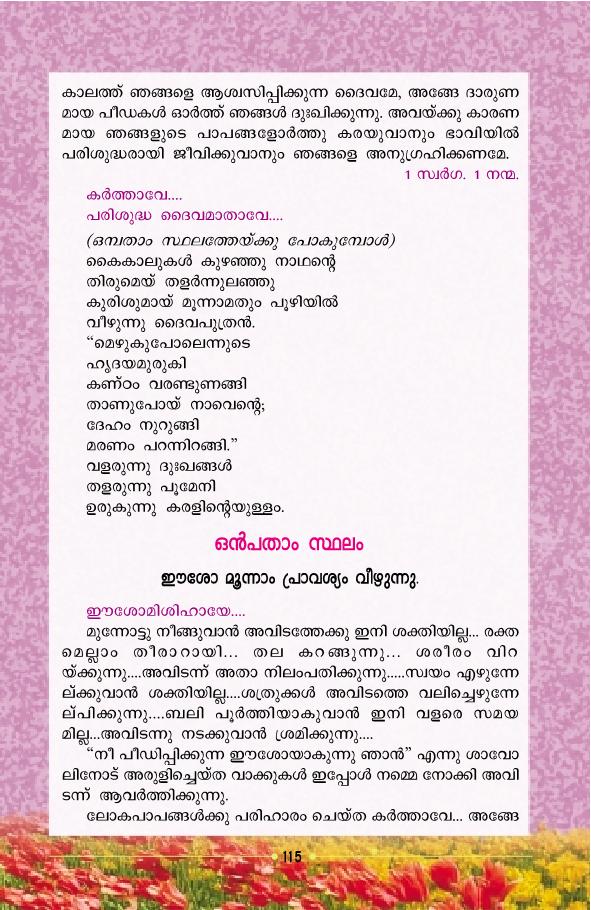 കാലത്ത് ഞങ്ങളെ ആശ്വസിപ്പിക്കുന്ന ദൈവമേ, അങ്ങേ ദാരുണ
മായ പീഡകൾ ഓർത്ത് ഞങ്ങൾ ദുഃഖിക്കുന്നു. അവയ്ക്കു കാരണ
മായ ഞങ്ങളുടെ പാപങ്ങളോർത്തു കരയുവാനും ഭാവിയിൽ
പരിശുദ്ധരായി ജീവിക്കുവാനും ഞങ്ങളെ അനുഗ്രഹിക്കണമേ.
1 സ്വർഗ. 1 നന്മ.
കർത്താവേ....
പരിശുദ്ധ ദൈവമാതാവേ....
(ഒമ്പതാം സ്ഥലത്തേയ്ക്കു പോകുമ്പോൾ)
കൈകാലുകൾ കുഴഞ്ഞു നാഥന്റെ
തിരുമെയ് തളർന്നുലഞ്ഞു
കുരിശുമായ് മൂന്നാമതും പൂഴിയിൽ
വീഴുന്നു ദൈവപുത്രൻ.
“മെഴുകുപോലെന്നുടെ
ഹൃദയമുരുകി
കണ്ഠം വരണ്ടുണങ്ങി
താണുപോയ് നാവെന്റെ;
ദേഹം നുറുങ്ങി
മരണം പറന്നിറങ്ങി.”
വളരുന്നു ദുഃഖങ്ങൾ
തളരുന്നു പൂമേനി
ഉരുകുന്നു കരളിന്റെയുള്ളം.
ഒൻപതാം സ്ഥലം
ഈശോ മൂന്നാം പ്രാവശ്യം വീഴുന്നു.
ഈശോമിശിഹായേ....
മുന്നോട്ടു നീങ്ങുവാൻ അവിടത്തേക്കു ഇനി ശക്തിയില്ല... രക്ത
മെല്ലാം തീരാറായി... തല കറങ്ങുന്നു... ശരീരം വിറ
യ്ക്കുന്നു....അവിടന്ന് അതാ നിലംപതിക്കുന്നു.....സ്വയം എഴുന്നേ
ല്ക്കുവാൻ ശക്തിയില്ല....ശത്രുക്കൾ അവിടത്തെ വലിച്ചെഴുന്നേ
ല്പിക്കുന്നു....ബലി പൂർത്തിയാകുവാൻ ഇനി വളരെ സമയ
മില്ല...അവിടന്നു നടക്കുവാൻ ശ്രമിക്കുന്നു....
“നീ പീഡിപ്പിക്കുന്ന ഈശോയാകുന്നു ഞാൻ” എന്നു ശാവോ
ലിനോട് അരുളിച്ചെയ്ത വാക്കുകൾ ഇപ്പോൾ നമ്മെ നോക്കി അവി
ടന്ന് ആവർത്തിക്കുന്നു.
ലോകപാപങ്ങൾക്കു പരിഹാരം ചെയ്ത കർത്താവേ... അങ്ങേ
115